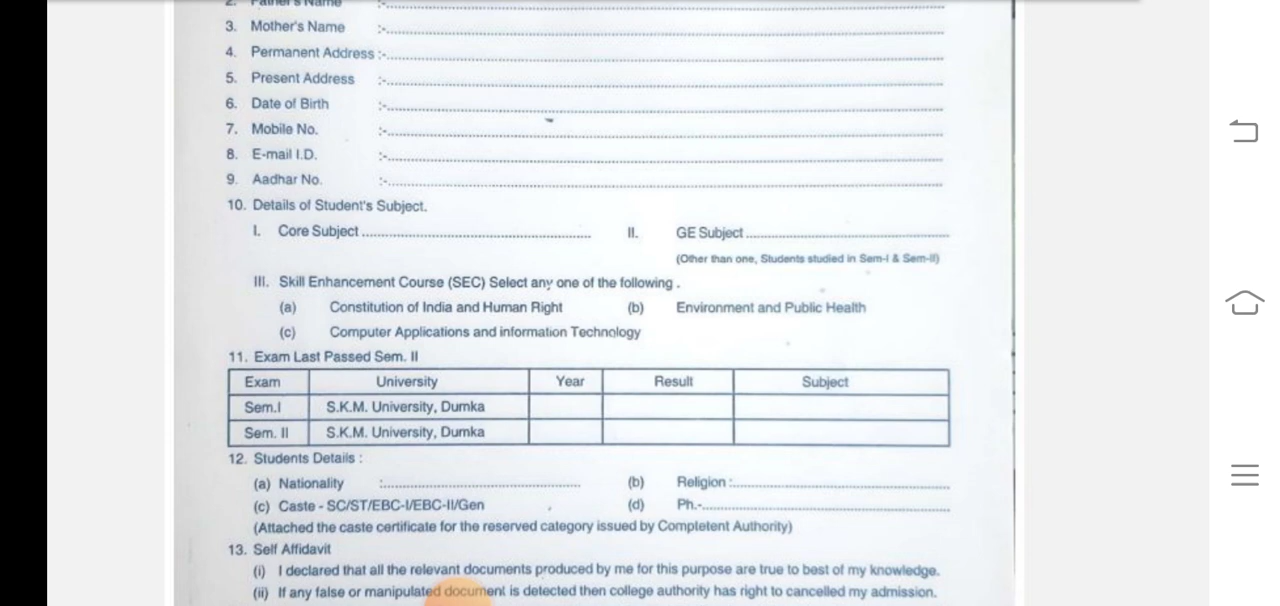 2. Father's Name :-
3. Mother's Name :-
4. Permanent Address :-
5. Present Address :-
6. Date of Birth :-
7. Mobile No. :-
8. E-mail I.D. :-
9. Aadhar No. :-
10. Details of Student's Subject.
I. Core Subject II. GE Subject
(Other than one, Students studied in Sem-I & Sem-II)
III. Skill Enhancement Course (SEC) Select any one of the following .
(a) Constitution of India and Human Right (b) Environment and Public Health
(c) Computer Applications and information Technology
11. Exam Last Passed Sem. II
Exam University Year Result Subject
Sem.I S.K.M. University, Dumka
Sem. II S.K.M. University, Dumka
12. Students Details :
(a) Nationality : (b) Religion :
(c) Caste - SC/ST/EBC-I/EBC-II/Gen (d) Ph.-
(Attached the caste certificate for the reserved category issued by Completent Authority)
13. Self Affidavit
(i) I declared that all the relevant documents produced by me for this purpose are true to best of my knowledge.
(ii) If any false or manipulated document is detected then college authority has right to cancelled my admission.